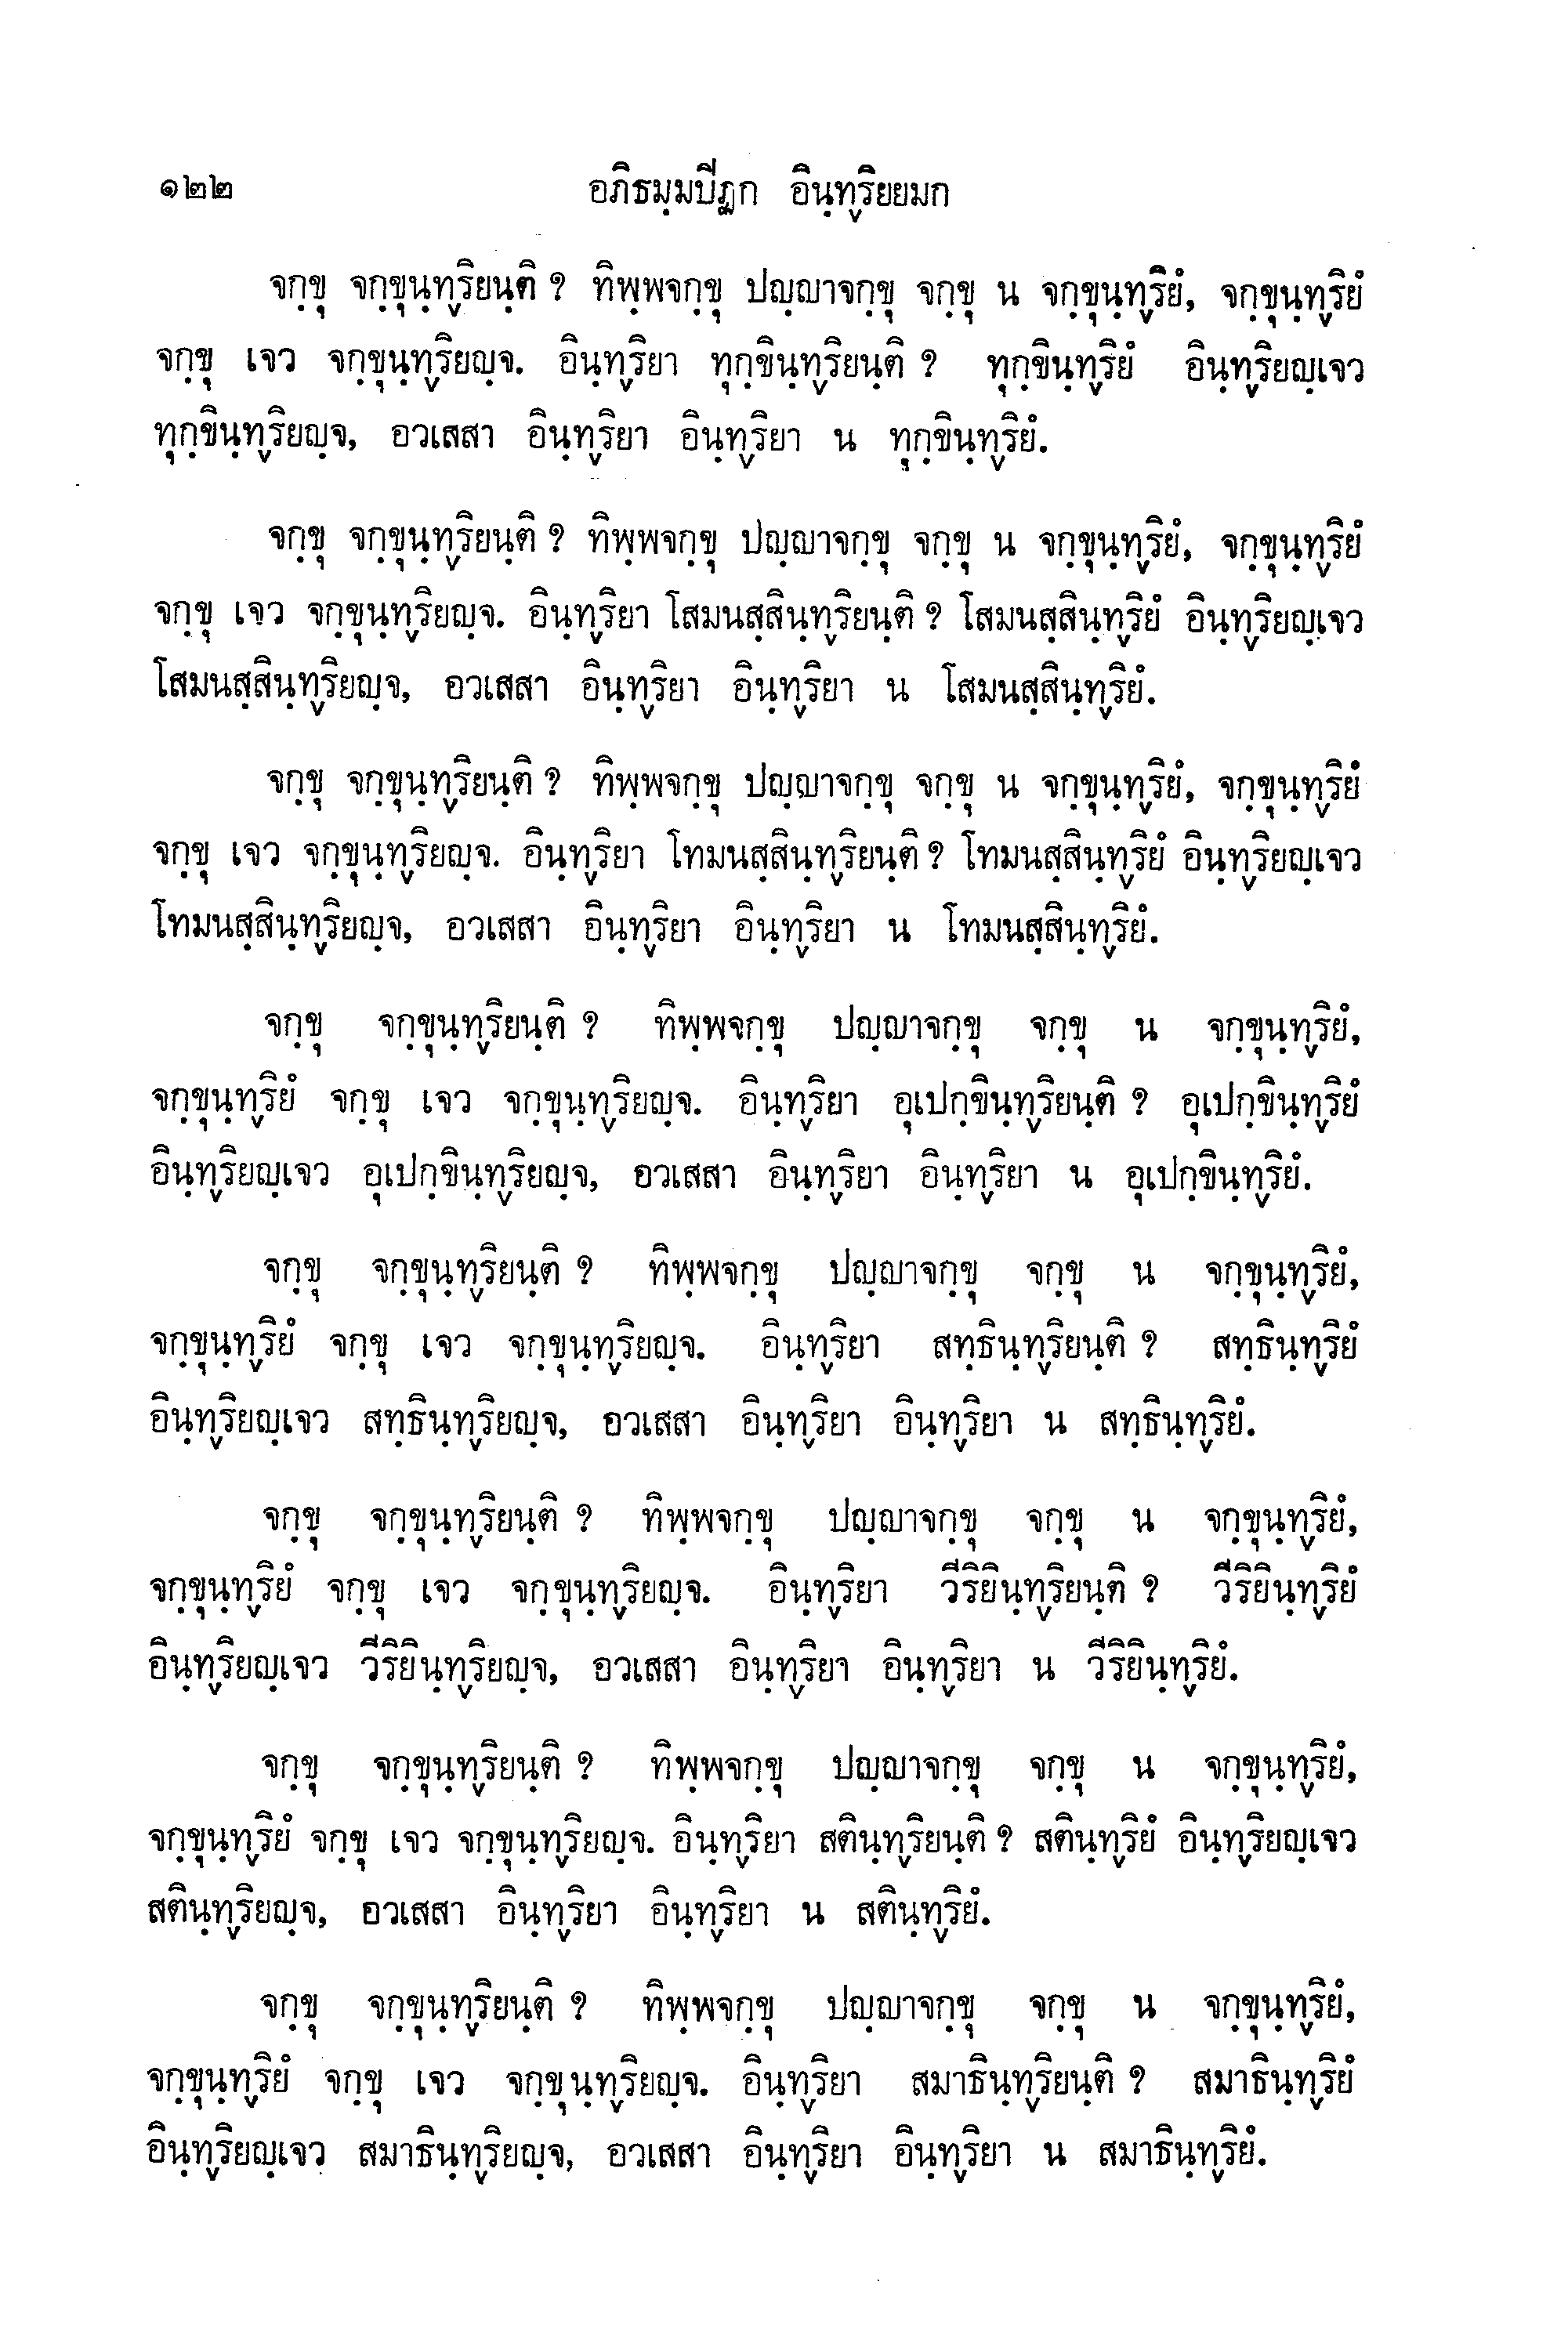 ๑๒๒ อภิธมฺมปีฏก อินฺทฺริยยมก
จกฺขุ จกฺขุนฺทฺริยนฺติ ? ทิพฺพจกฺขุ ปญฺญาจกฺขุ จกฺขุ น จกฺขุนฺทฺริยํ, จกฺขุนฺทฺริยํ
จกฺขุ เจว จกฺขุนฺทฺริยญฺจ. อินฺทฺริยา ทุกฺขินฺทฺริยนฺติ ? ทุกฺขินฺทฺริยํ อินฺทฺริยญฺเจว
ทุกฺขินฺทฺริยญฺจ, อวเสสา อินฺทฺริยา อินฺทฺริยา น ทุกฺขินฺทฺริยํ.
จกฺขุ จกฺขุนฺทฺริยนฺติ ? ทิพฺพจกฺขุ ปญฺญาจกฺขุ จกฺขุ น จกฺขุนฺทฺริยํ, จกฺขุนฺทฺริยํ
จกฺขุ เจว จกฺขุนฺทฺริยญฺจ. อินฺทฺริยา โสมนสฺสินฺทฺริยนฺติ ? โสมนสฺสินฺทฺริยํ อินฺทฺริยญฺเจว
โสมนสฺสินฺทฺริยญฺจ, อวเสสา อินฺทฺริยา อินฺทฺริยา น โสมนสฺสินฺทฺริยํ.
จกฺขุ จกฺขุนฺทฺริยนฺติ ? ทิพฺพจกฺขุ ปญฺญาจกฺขุ จกฺขุ น จกฺขุนฺทฺริยํ, จกฺขุนฺทฺริยํ
จกฺขุ เจว จกฺขุนฺทฺริยญฺจ. อินฺทฺริยา โทมนสฺสินฺทฺริยนฺติ ? โทมนสฺสินฺทฺริยํ อินฺทฺริยญฺเจว
โทมนสฺสินฺทฺริยญฺจ, อวเสสา อินฺทฺริยา อินฺทฺริยา น โทมนสฺสินฺทฺริยํ.
จกฺขุ จกฺขุนฺทฺริยนฺติ ? ทิพฺพจกฺขุ ปญฺญาจกฺขุ จกฺขุ น จกฺขุนฺทฺริยํ,
จกฺขุนฺทฺริยํ จกฺขุ เจว จกฺขุนฺทฺริยญฺจ. อินฺทฺริยา อุเปกฺขินฺทฺริยนฺติ ? อุเปกฺขินฺทฺริยํ
อินฺทฺริยญฺเจว อุเปกฺขินฺทฺริยญฺจ, อวเสสา อินฺทฺริยา อินฺทฺริยา น อุเปกฺขินฺทฺริยํ.
จกฺขุ จกฺขุนฺทฺริยนฺติ ? ทิพฺพจกฺขุ ปญฺญาจกฺขุ จกฺขุ น จกฺขุนฺทฺริยํ,
จกฺขุนฺทฺริยํ จกฺขุ เจว จกฺขุนฺทฺริยญฺจ. อินฺทฺริยา สทฺธินฺทฺริยนฺติ ? สทฺธินฺทฺริยํ
อินฺทฺริยญฺเจว สทฺธินฺทฺริยญฺจ, อวเสสา อินฺทฺริยา อินฺทฺริยา น สทฺธินฺทฺริยํ.
จกฺขุ จกฺขุนฺทฺริยนฺติ ? ทิพฺพจกฺขุ ปญฺญาจกฺขุ จกฺขุ น จกฺขุนฺทฺริยํ,
จกฺขุนฺทฺริยํ จกฺขุ เจว จกฺขุนฺทฺริยญฺจ. อินฺทฺริยา วีริยินฺทฺริยนฺติ ? วีริยินฺทฺริยํ
อินฺทฺริยญฺเจว วีริยินฺทฺริยญฺจ, อวเสสา อินฺทฺริยา อินฺทฺริยา น วีริยินฺทฺริยํ.
จกฺขุ จกฺขุนฺทฺริยนฺติ ? ทิพฺพจกฺขุ ปญฺญาจกฺขุ จกฺขุ น จกฺขุนฺทฺริยํ,
จกฺขุนฺทฺริยํ จกฺขุ เจว จกฺขุนฺทฺริยญฺจ. อินฺทฺริยา สตินฺทฺริยนฺติ ? สตินฺทฺริยํ อินฺทฺริยญฺเจว
สตินฺทฺริยญฺจ, อวเสสา อินฺทฺริยา อินฺทฺริยา น สตินฺทฺริยํ.
จกฺขุ จกฺขุนฺทฺริยนฺติ ? ทิพฺพจกฺขุ ปญฺญาจกฺขุ จกฺขุ น จกฺขุนฺทฺริยํ,
จกฺขุนฺทฺริยํ จกฺขุ เจว จกฺขุนฺทฺริยญฺจ. อินฺทฺริยา สมาธินฺทฺริยนฺติ ? สมาธินฺทฺริยํ
อินฺทฺริยญฺเจว สมาธินฺทฺริยญฺจ, อวเสสา อินฺทฺริยา อินฺทฺริยา น สมาธินฺทฺริยํ.